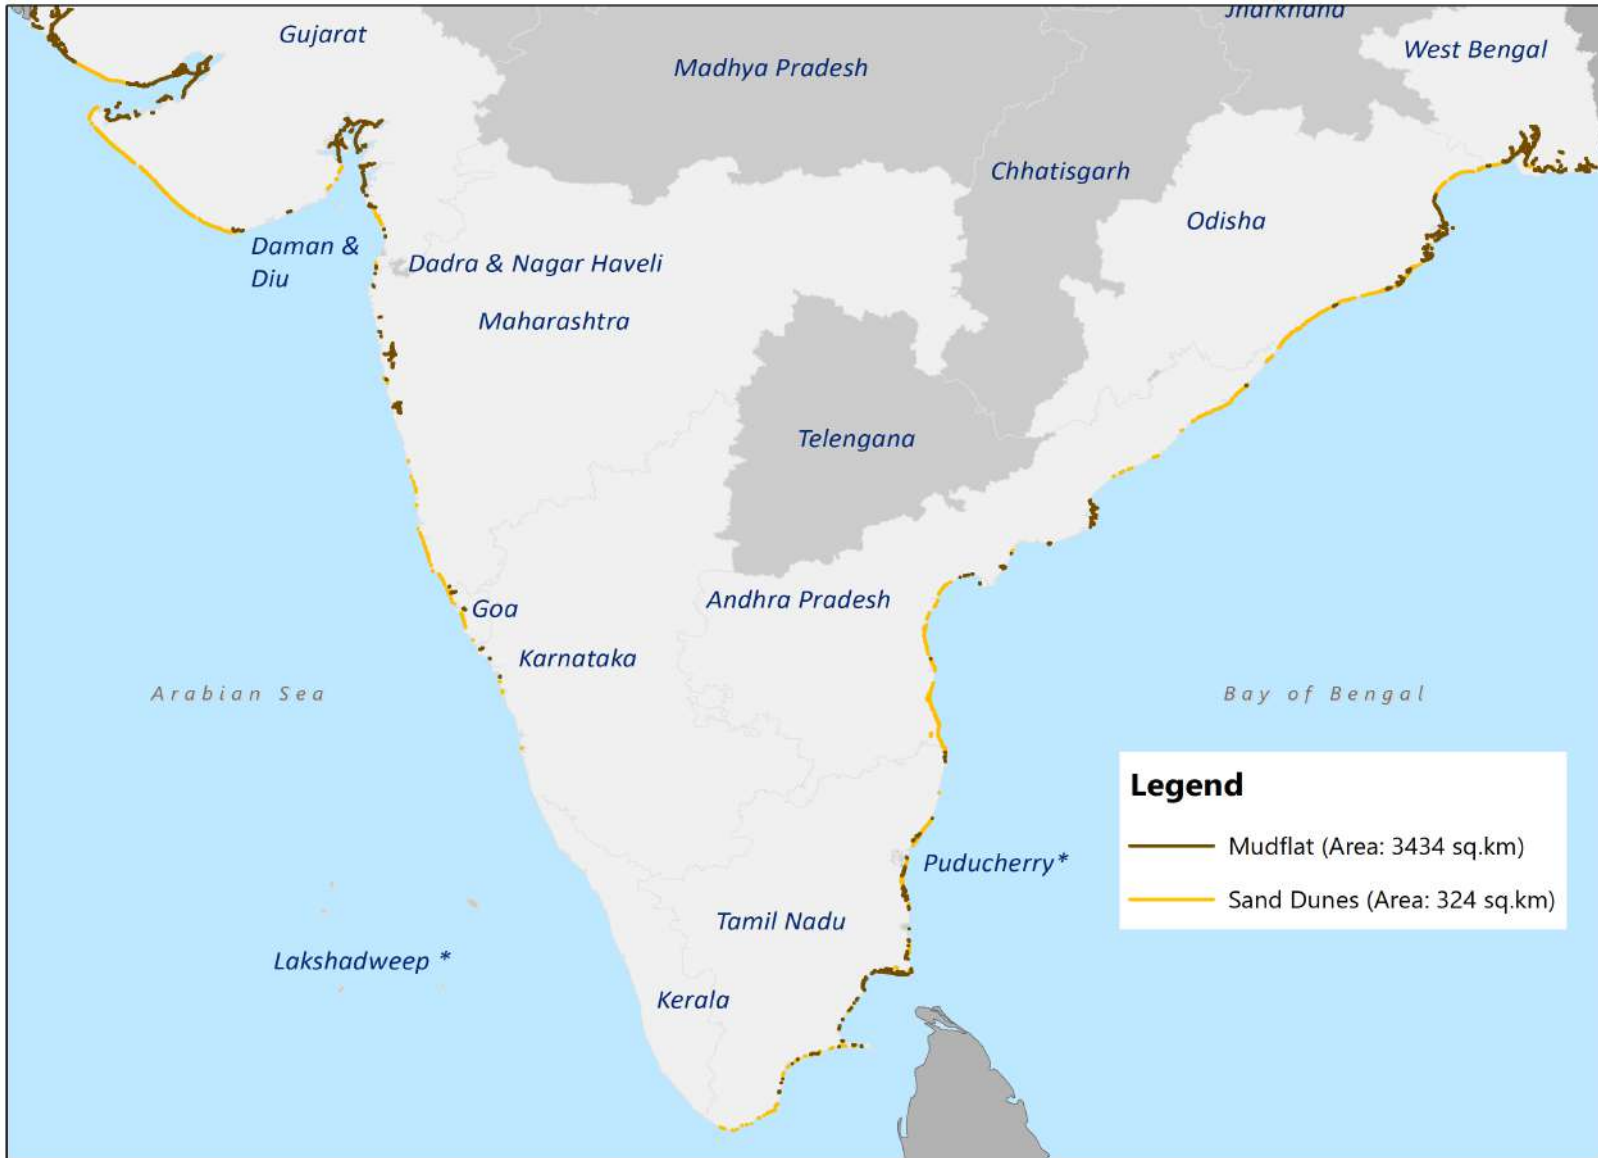 Jharkhand
Gujarat
West Bengal
Madhya Pradesh
Chhatisgarh
Odisha
Daman &
Diu
Dadra & Nagar Haveli
Maharashtra
Telengana
Andhra Pradesh
Goa
Karnataka
Arabian Sea
Bay of Bengal
Legend
Mudflat (Area: 3434 sq.km)
Sand Dunes (Area: 324 sq.km)
Puducherry*
Tamil Nadu
Lakshadweep *
Kerala